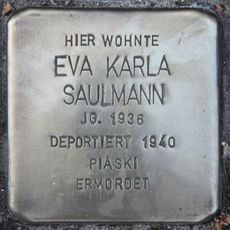 HIER WOHNTE
EVA KARLA
SAULMANN
JG. 1936
DEPORTIERT 1940
PIASKI
ERMORDET